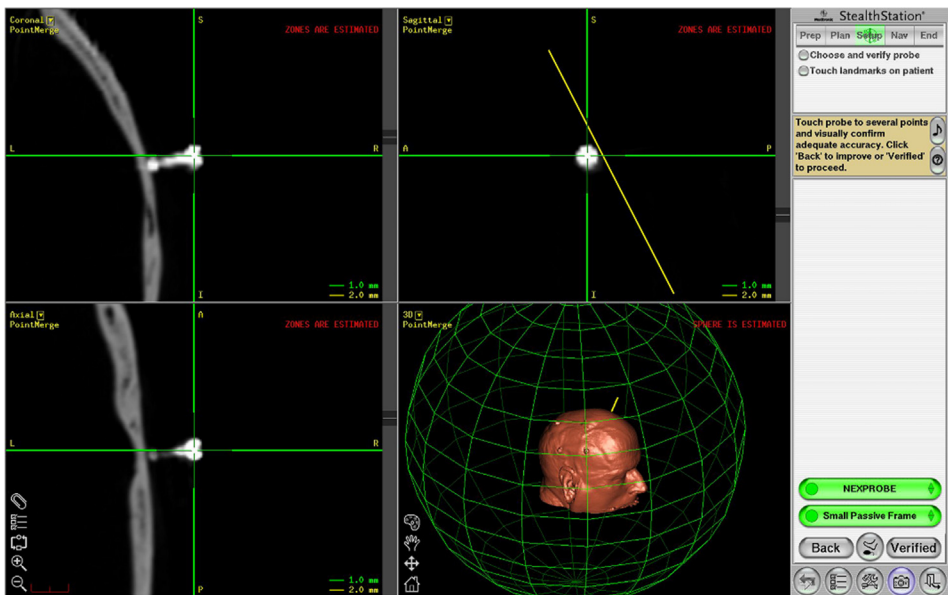 Coronal
PointMerge
S
ZONES ARE ESTIMATED
L
R
I
1.0 mm
2.0 mm
Sagittal
PointMerge
S
ZONES ARE ESTIMATED
A
P
I
1.0 mm
2.0 mm
Axial
PointMerge
A
ZONES ARE ESTIMATED
L
R
P
1.0 mm
2.0 mm
3D
PointMerge
SPHERE IS ESTIMATED
Medtronic
StealthStation®
Prep Plan Setup Nav End
Choose and verify probe
Touch landmarks on patient
Touch probe to several points
and visually confirm
adequate accuracy. Click
'Back' to improve or 'Verified'
to proceed.
NEXPROBE
Small Passive Frame
Back Verified